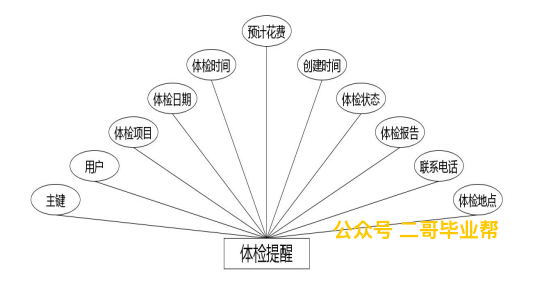 预计花费
体检时间
创建时间
体检日期
体检状态
体检项目
体检报告
用户
联系电话
主键
体检地点
公众号 二哥毕业帮
体检提醒